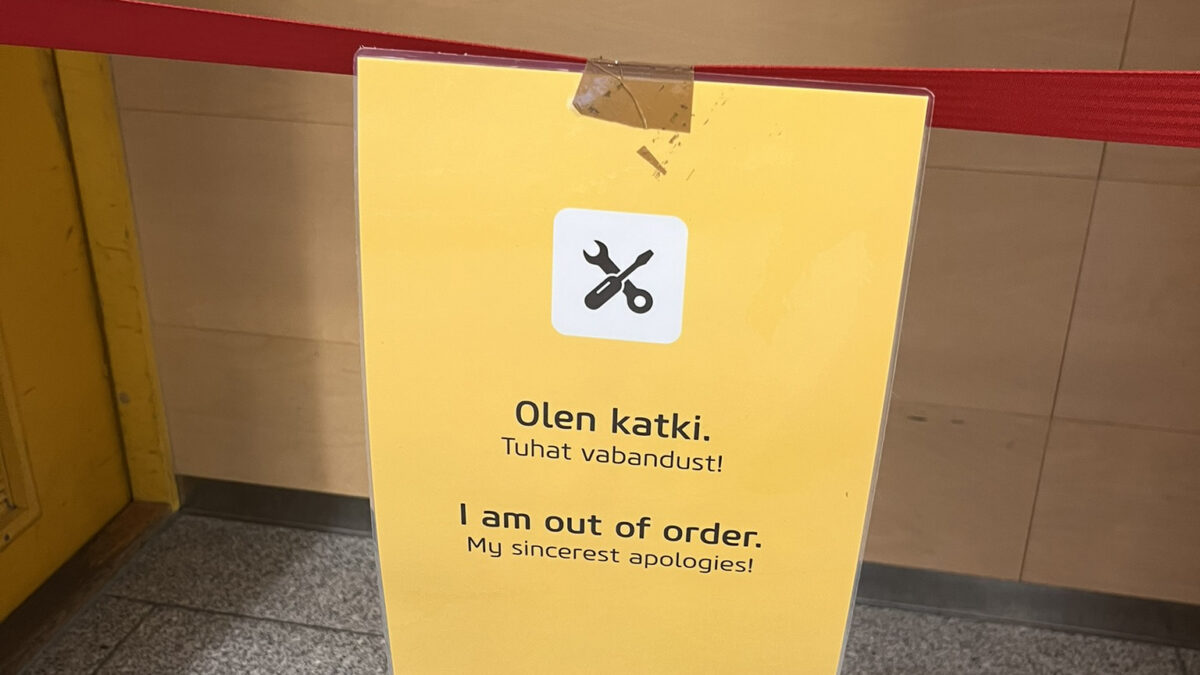 Olen katki.
Tuhat vabandust!
I am out of order.
My sincerest apologies!